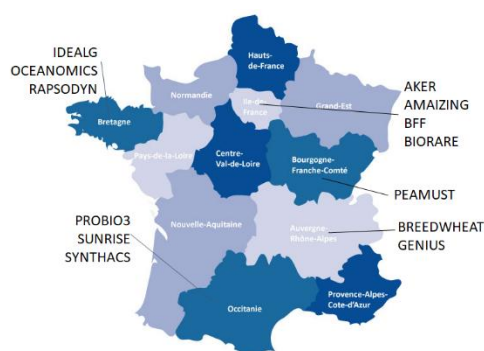 IDEALG
OCEANOMICS
RAPSODYN
Hauts-
de-France
Normandie
Ile-de-
France
Grand-Est
AKER
AMAIZING
BFF
BIORARE
Bretagne
Pays-de-la-Loire
Centre-
Val-de-Loire
Bourgogne-
Franche-Comté
PEAMUST
PROBIO3
SUNRISE
SYNTHACS
Nouvelle-Aquitaine
Auvergne-
Rhône-Alpes
BREEDWHEAT
GENIUS
Occitanie
Provence-Alpes-
Cote-d'Azur